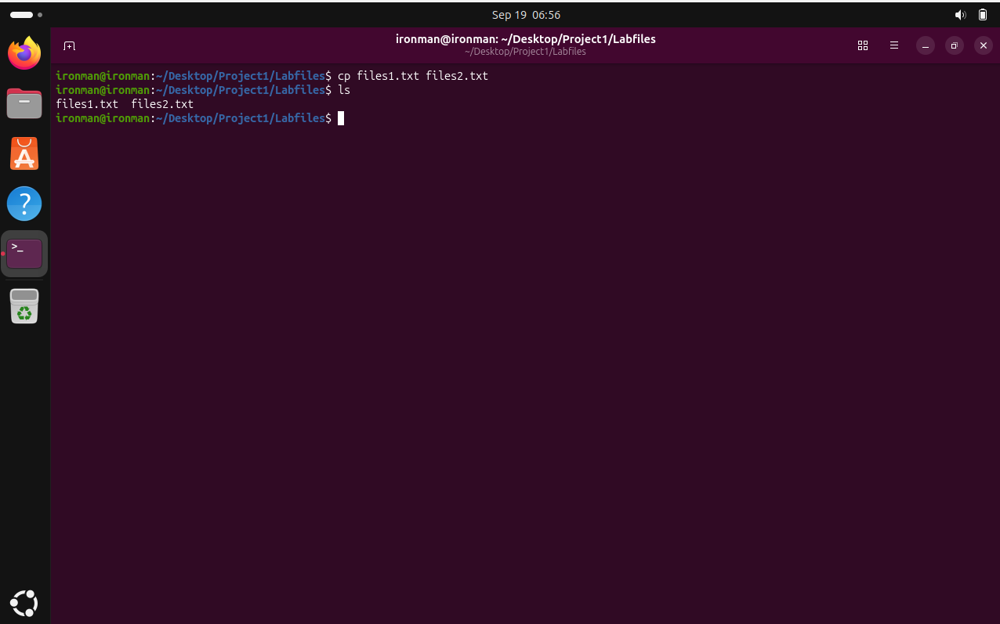 Sep 19 06:56
ironman@ironman: ~/Desktop/Project1/Labfiles
~/Desktop/Project1/Labfiles
ironman@ironman:~/Desktop/Project1/Labfiles$ cp files1.txt files2.txt
ironman@ironman:~/Desktop/Project1/Labfiles$ ls
files1.txt  files2.txt
ironman@ironman:~/Desktop/Project1/Labfiles$